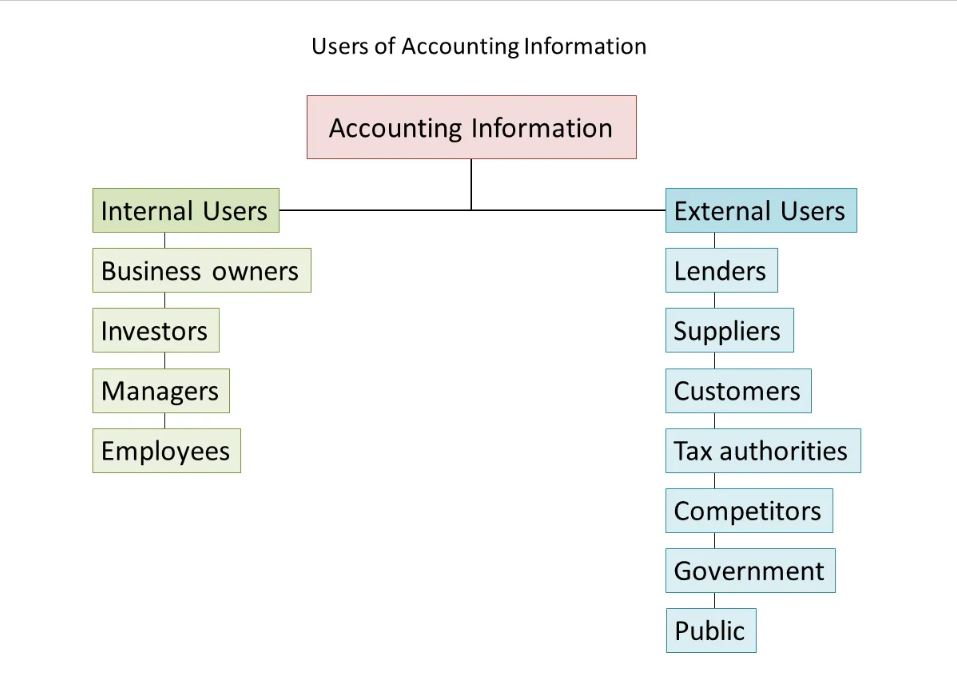 Users of Accounting Information
Accounting Information
Internal Users
Business owners
Investors
Managers
Employees
External Users
Lenders
Suppliers
Customers
Tax authorities
Competitors
Government
Public